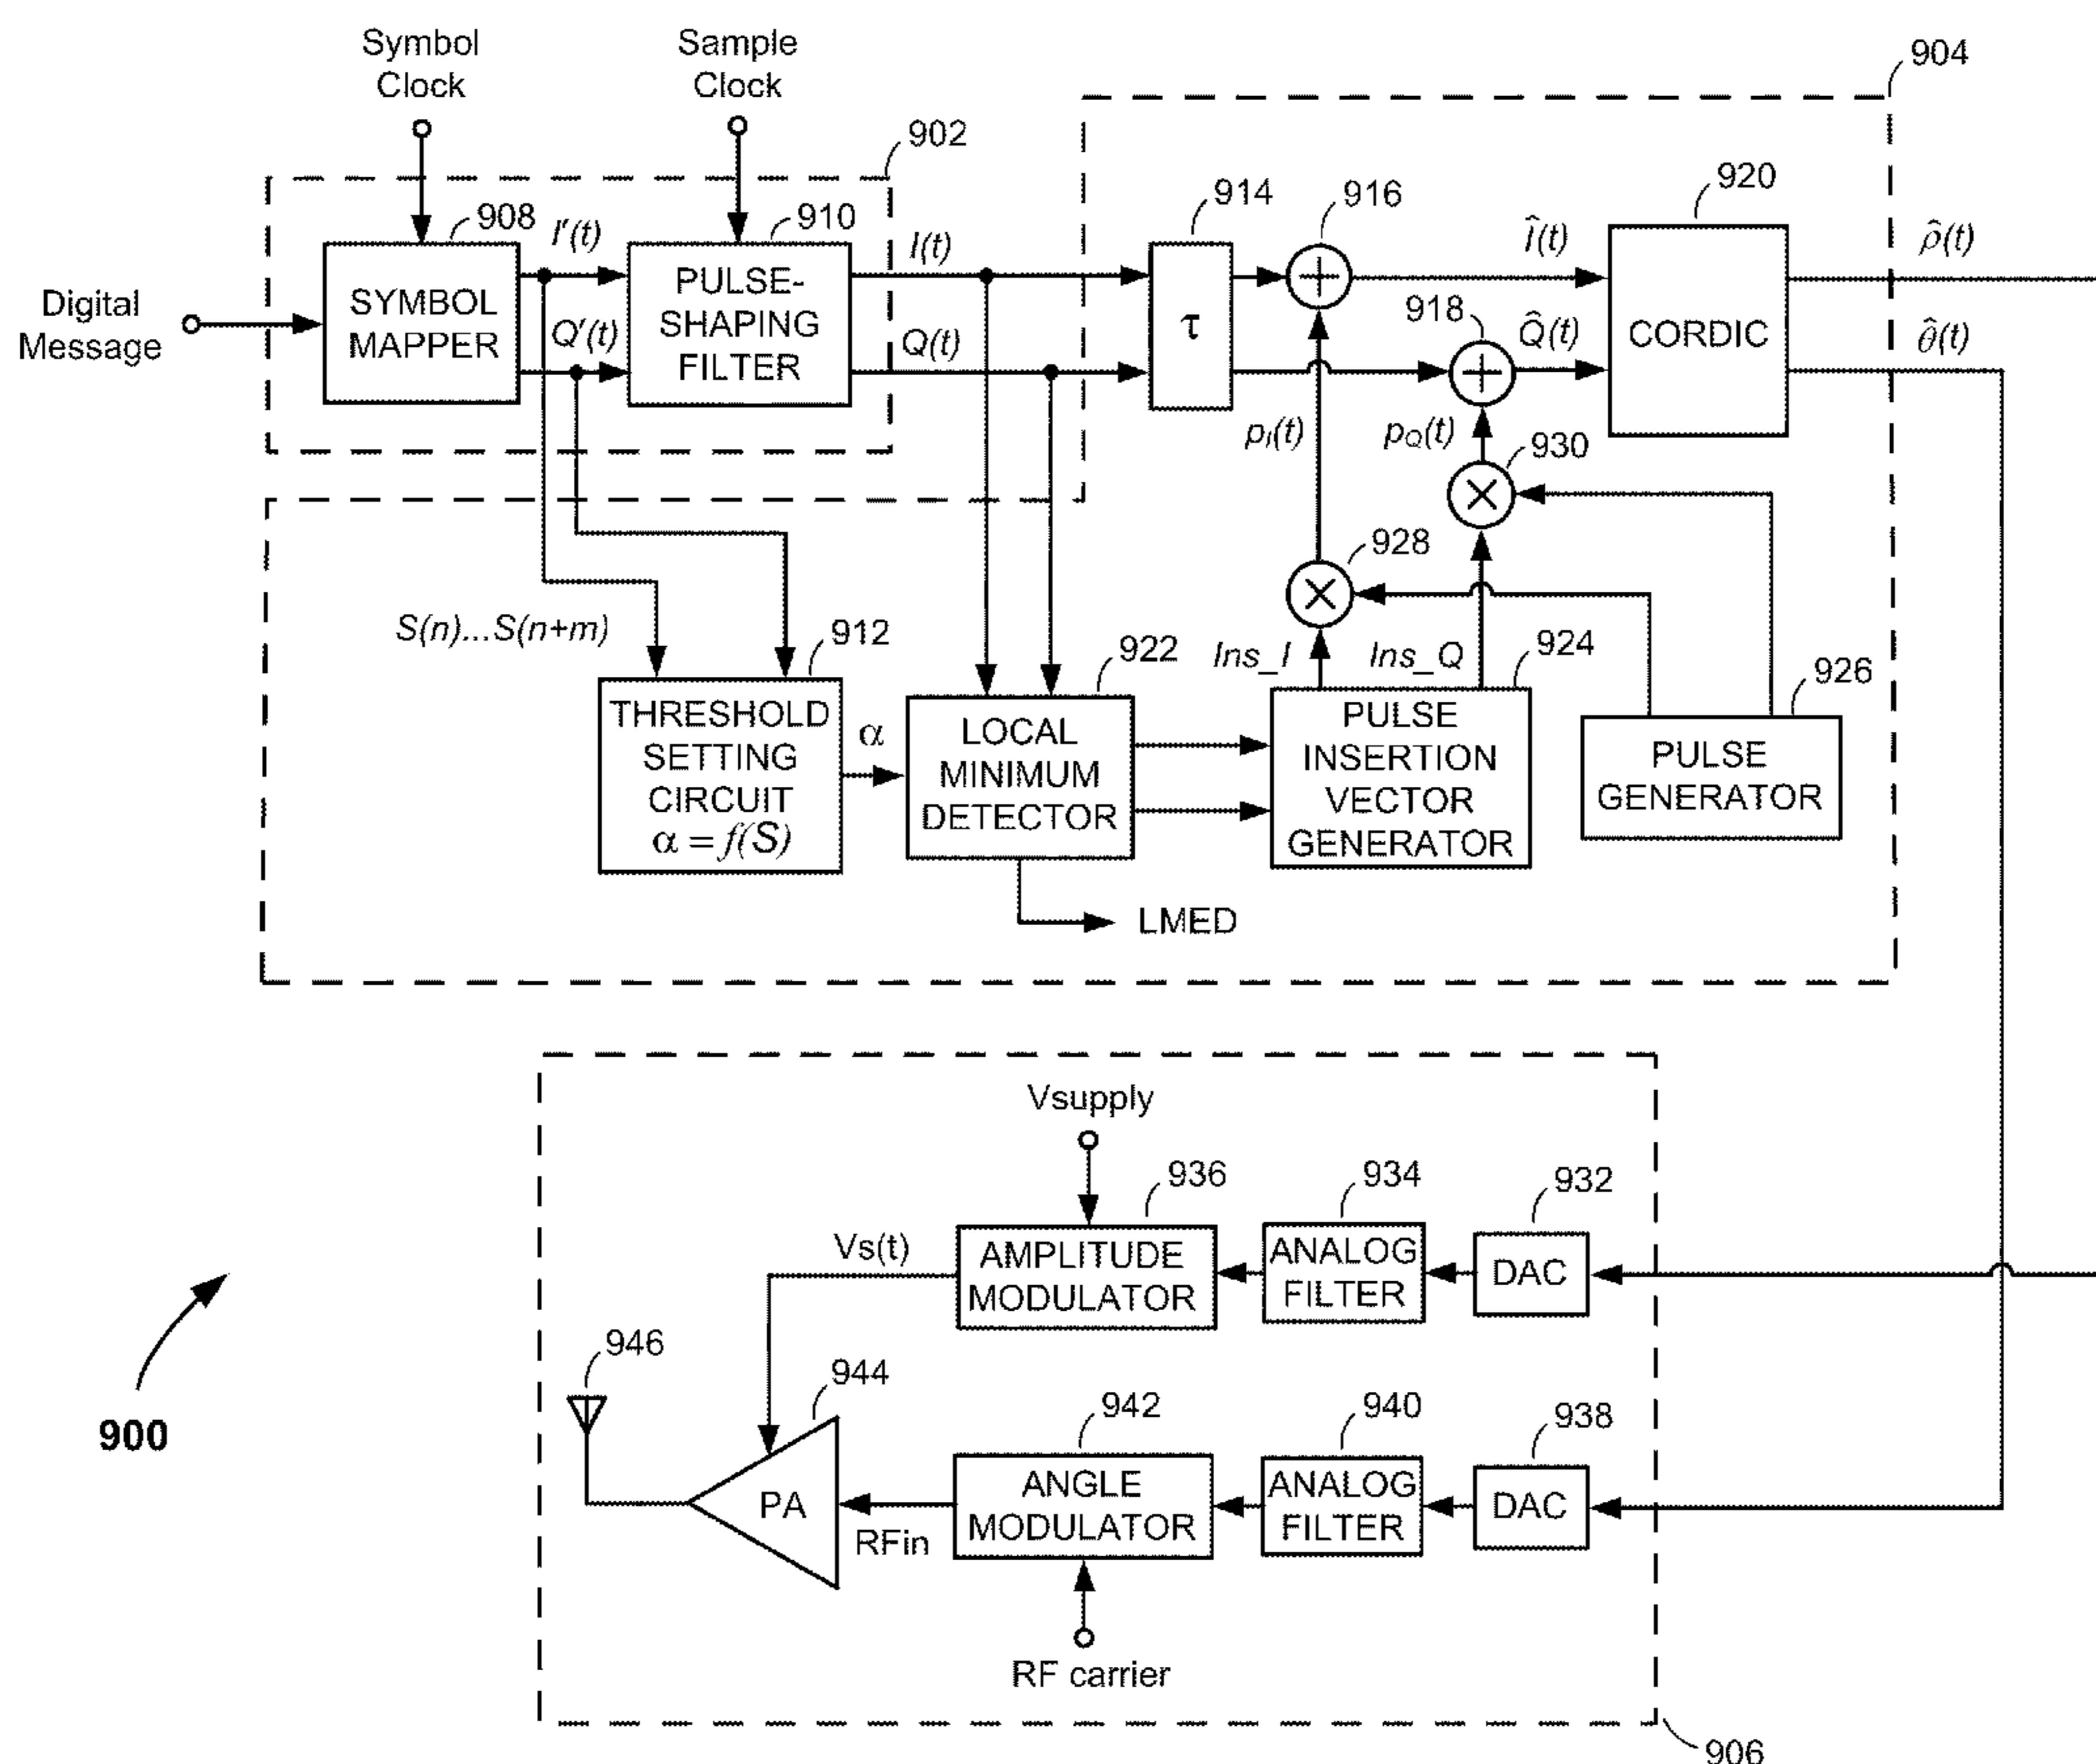 Symbol
Clock
Sample
Clock
904
902
908
910
914
916
920
I′(t)
I(t)
Î(t)
ρ̂(t)
Digital
Message
SYMBOL
MAPPER
PULSE-
SHAPING
FILTER
τ
918
CORDIC
Q′(t)
Q(t)
Q̂(t)
θ̂(t)
p_I(t)
p_Q(t)
930
928
S(n)...S(n+m)
912
922
Ins_I
Ins_Q
924
926
THRESHOLD
SETTING
CIRCUIT
α = f(S)
α
LOCAL
MINIMUM
DETECTOR
PULSE
INSERTION
VECTOR
GENERATOR
PULSE
GENERATOR
LMED
Vsupply
936
934
932
Vs(t)
AMPLITUDE
MODULATOR
ANALOG
FILTER
DAC
946
944
942
940
938
900
PA
RFin
ANGLE
MODULATOR
ANALOG
FILTER
DAC
RF carrier
906